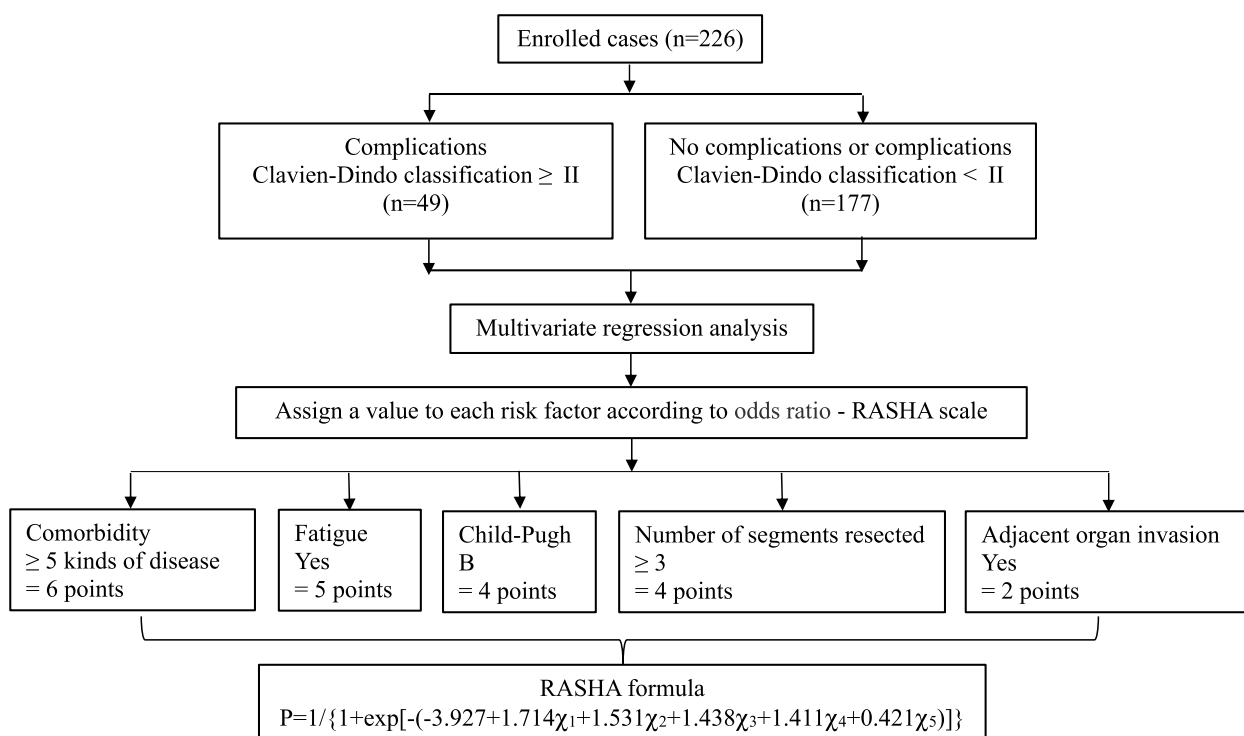 Enrolled cases (n=226)
Complications
Clavien-Dindo classification ≥ II
(n=49)
No complications or complications
Clavien-Dindo classification < II
(n=177)
Multivariate regression analysis
Assign a value to each risk factor according to odds ratio - RASHA scale
Comorbidity
≥ 5 kinds of disease
= 6 points
Fatigue
Yes
= 5 points
Child-Pugh
B
= 4 points
Number of segments resected
≥ 3
= 4 points
Adjacent organ invasion
Yes
= 2 points
RASHA formula
P=1/{1+exp[-(-3.927+1.714χ₁+1.531χ₂+1.438χ₃+1.411χ₄+0.421χ₅)]}